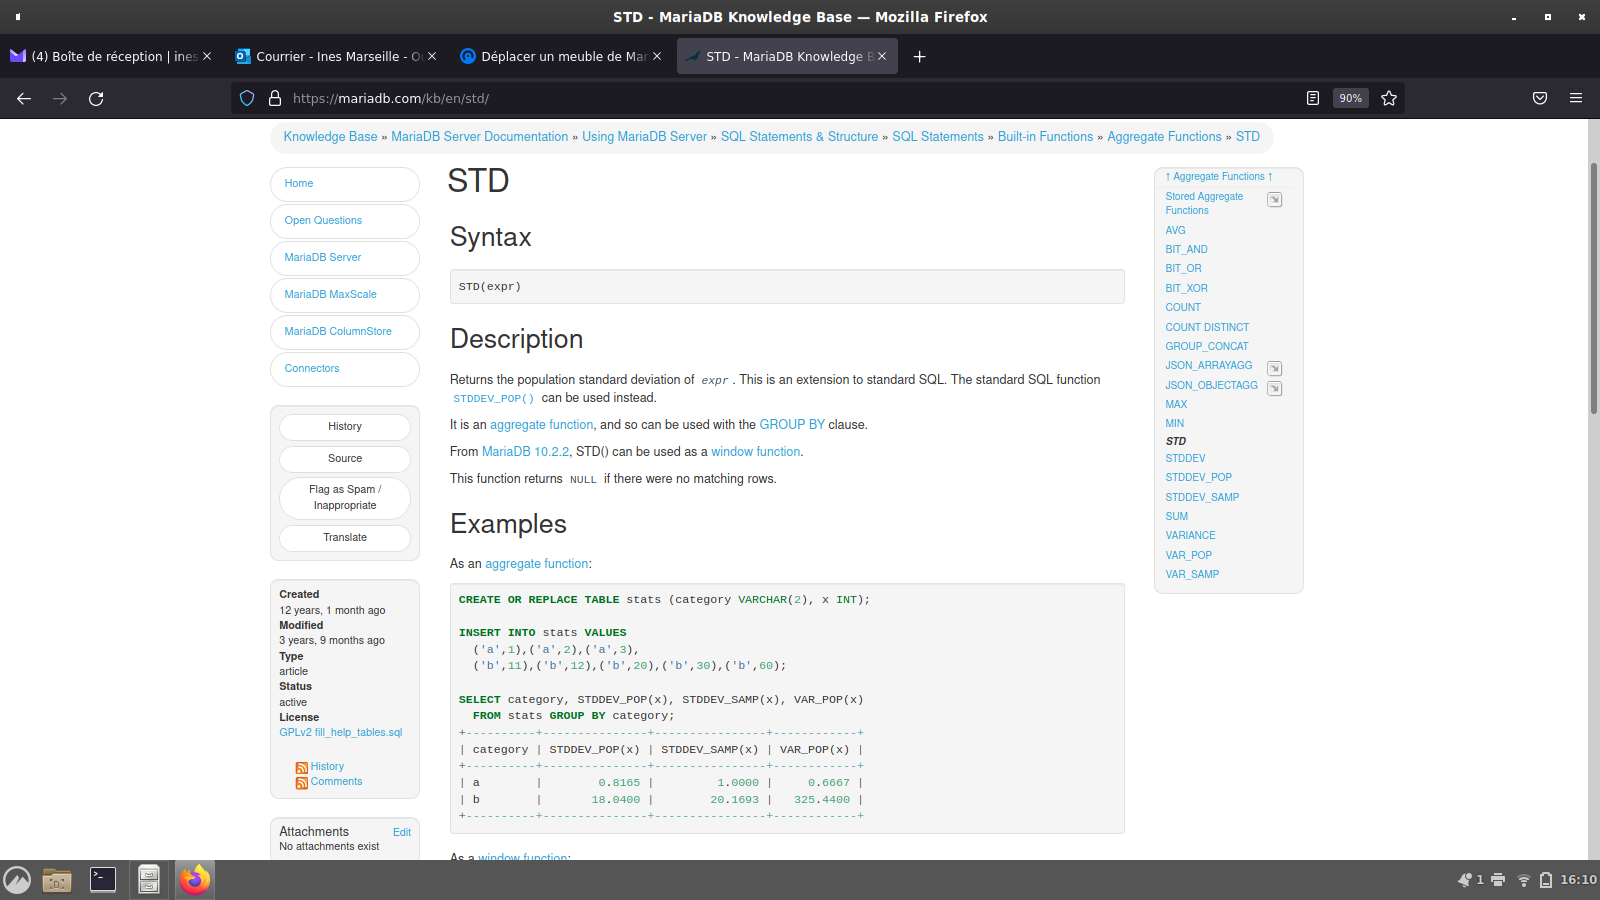 STD - MariaDB Knowledge Base — Mozilla Firefox
(4) Boîte de réception | ines
Courrier - Ines Marseille - O
Déplacer un meuble de Mar
STD - MariaDB Knowledge B
https://mariadb.com/kb/en/std/
90%
Knowledge Base » MariaDB Server Documentation » Using MariaDB Server » SQL Statements & Structure » SQL Statements » Built-in Functions » Aggregate Functions » STD
Home
Open Questions
MariaDB Server
MariaDB MaxScale
MariaDB ColumnStore
Connectors
History
Source
Flag as Spam /
Inappropriate
Translate
Created
12 years, 1 month ago
Modified
3 years, 9 months ago
Type
article
Status
active
License
GPLv2 fill_help_tables.sql
History
Comments
Attachments Edit
No attachments exist
STD
Syntax
STD(expr)
Description
Returns the population standard deviation of expr. This is an extension to standard SQL. The standard SQL function
STDDEV_POP() can be used instead.
It is an aggregate function, and so can be used with the GROUP BY clause.
From MariaDB 10.2.2, STD() can be used as a window function.
This function returns NULL if there were no matching rows.
Examples
As an aggregate function:
CREATE OR REPLACE TABLE stats (category VARCHAR(2), x INT);
INSERT INTO stats VALUES
('a',1),('a',2),('a',3),
('b',11),('b',12),('b',20),('b',30),('b',60);
SELECT category, STDDEV_POP(x), STDDEV_SAMP(x), VAR_POP(x)
FROM stats GROUP BY category;
+----------+---------------+----------------+------------+
| category | STDDEV_POP(x) | STDDEV_SAMP(x) | VAR_POP(x) |
+----------+---------------+----------------+------------+
| a        |        0.8165 |         1.0000 |     0.6667 |
| b        |       18.0400 |        20.1693 |   325.4400 |
+----------+---------------+----------------+------------+
As a window function:
↑ Aggregate Functions ↑
Stored Aggregate
Functions
AVG
BIT_AND
BIT_OR
BIT_XOR
COUNT
COUNT DISTINCT
GROUP_CONCAT
JSON_ARRAYAGG
JSON_OBJECTAGG
MAX
MIN
STD
STDDEV
STDDEV_POP
STDDEV_SAMP
SUM
VARIANCE
VAR_POP
VAR_SAMP
1
16:10